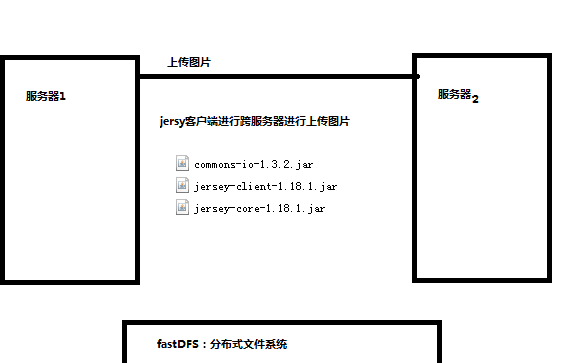 上传图片
服务器1
服务器2
jersy客户端进行跨服务器进行上传图片
commons-io-1.3.2.jar
jersey-client-1.18.1.jar
jersey-core-1.18.1.jar
fastDFS：分布式文件系统